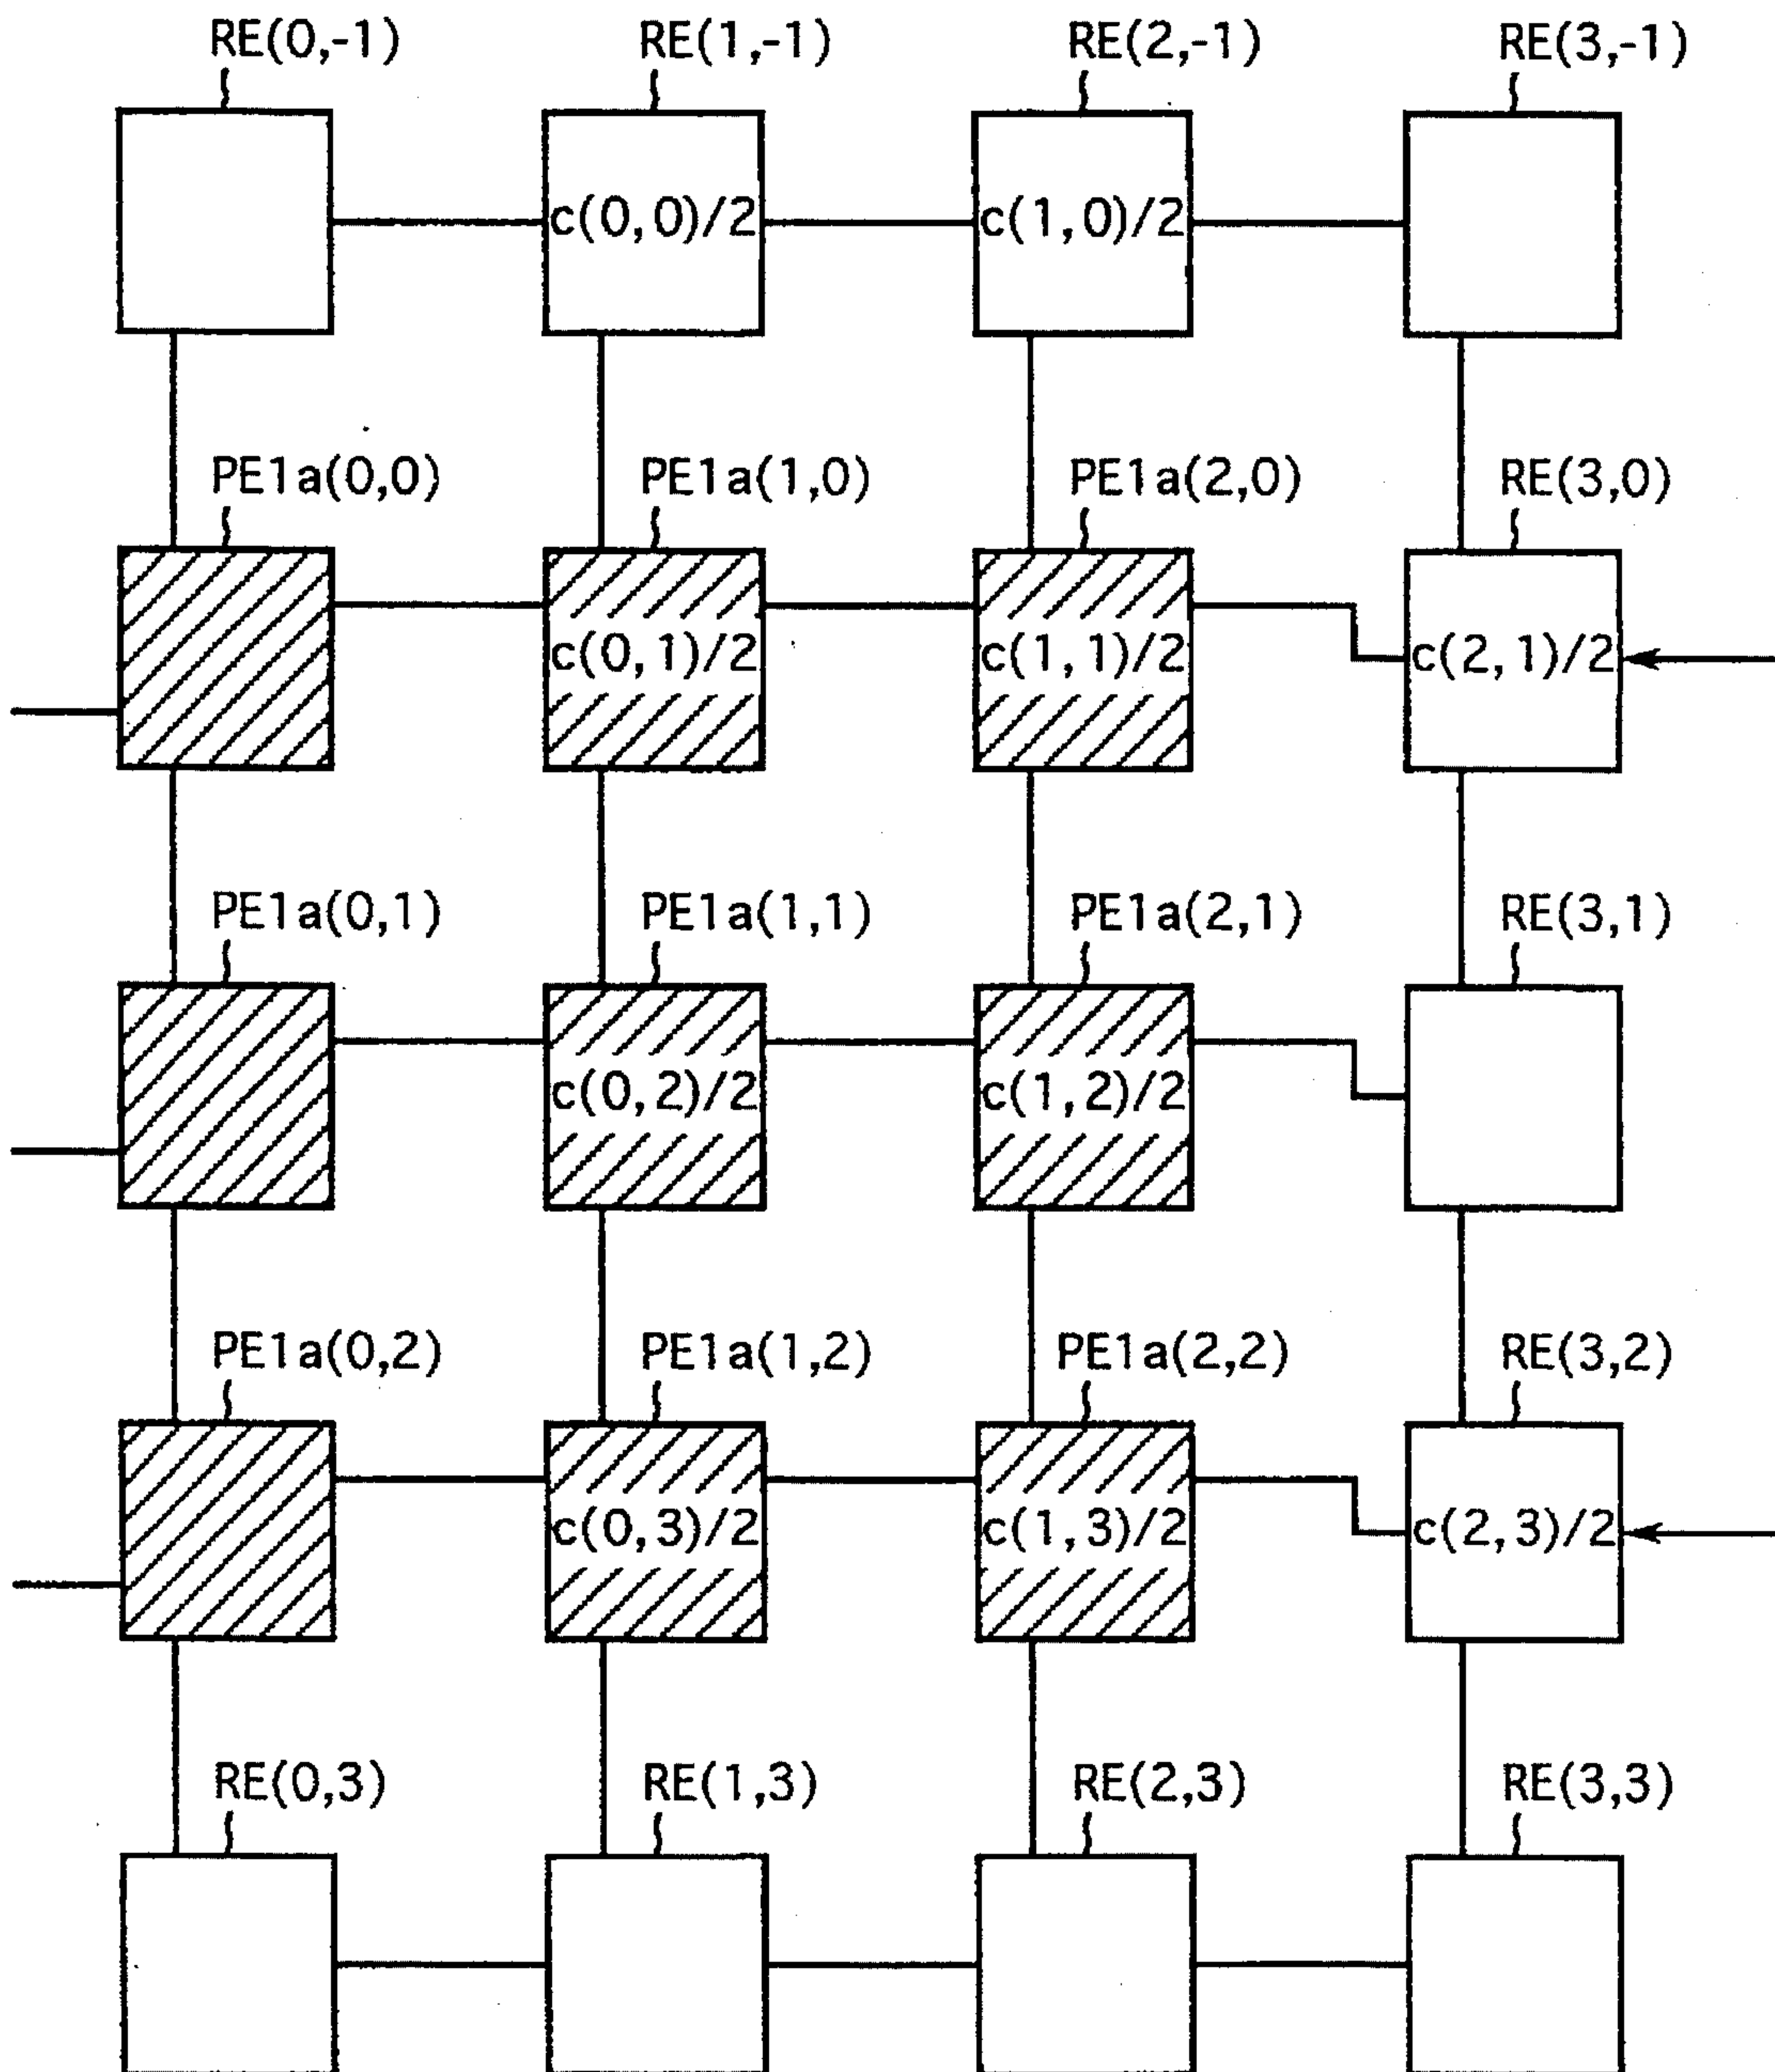 RE(0,-1) RE(1,-1) RE(2,-1) RE(3,-1)
c(0,0)/2 c(1,0)/2
PE1a(0,0) PE1a(1,0) PE1a(2,0) RE(3,0)
c(0,1)/2 c(1,1)/2 c(2,1)/2
PE1a(0,1) PE1a(1,1) PE1a(2,1) RE(3,1)
c(0,2)/2 c(1,2)/2
PE1a(0,2) PE1a(1,2) PE1a(2,2) RE(3,2)
c(0,3)/2 c(1,3)/2 c(2,3)/2
RE(0,3) RE(1,3) RE(2,3) RE(3,3)